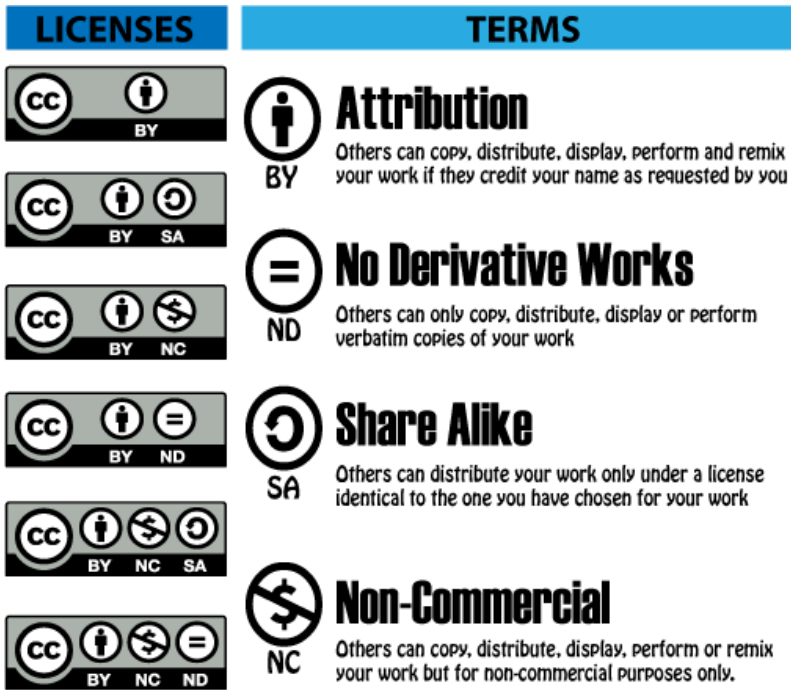 LICENSES
TERMS
cc
BY
cc
BY SA
cc
BY NC
cc
BY ND
cc
BY NC SA
cc
BY NC ND
BY
Attribution
Others can copy, distribute, display, perform and remix
your work if they credit your name as requested by you
ND
No Derivative Works
Others can only copy, distribute, display or perform
verbatim copies of your work
SA
Share Alike
Others can distribute your work only under a license
identical to the one you have chosen for your work
NC
Non-Commercial
Others can copy, distribute, display, perform or remix
your work but for non-commercial purposes only.